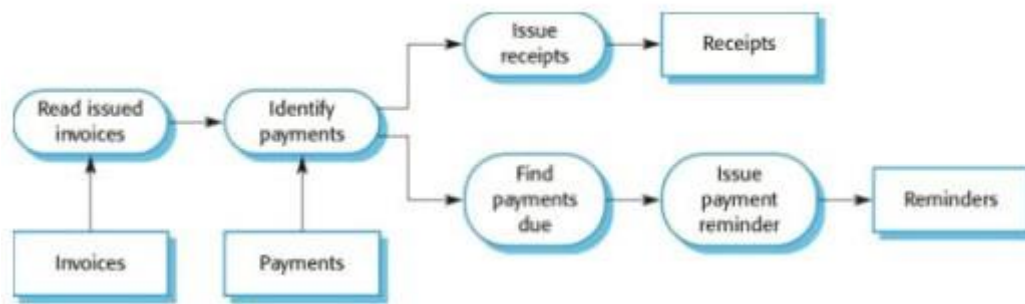 Issue
receipts
Receipts
Read issued
invoices
Identify
payments
Find
payments
due
Issue
payment
reminder
Reminders
Invoices
Payments